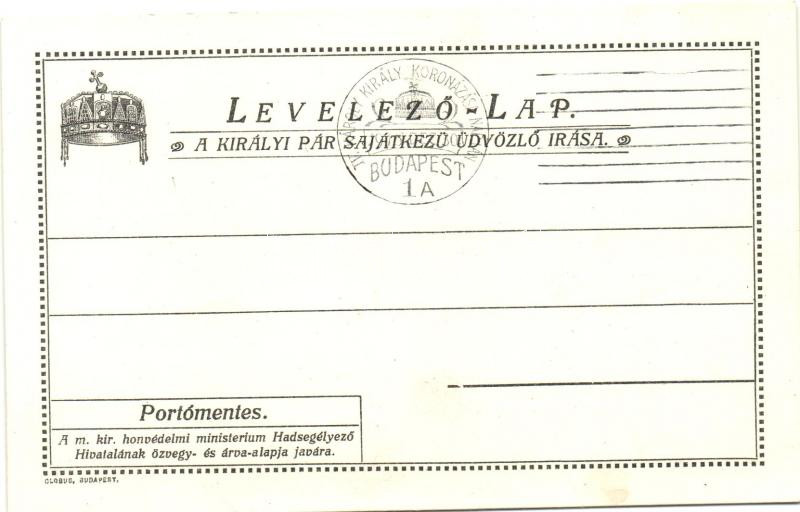 LEVELEZŐ-LAP.
A KIRÁLYI PÁR SAJÁTKEZŰ ÜDVÖZLŐ IRÁSA.
KIRÁLY KORONÁZÁS
BUDAPEST
1A
Portómentes.
A m. kir. honvédelmi ministerium Hadsegélyező
Hivatalának özvegy- és árva-alapja javára.
GLOBUS, BUDAPEST.